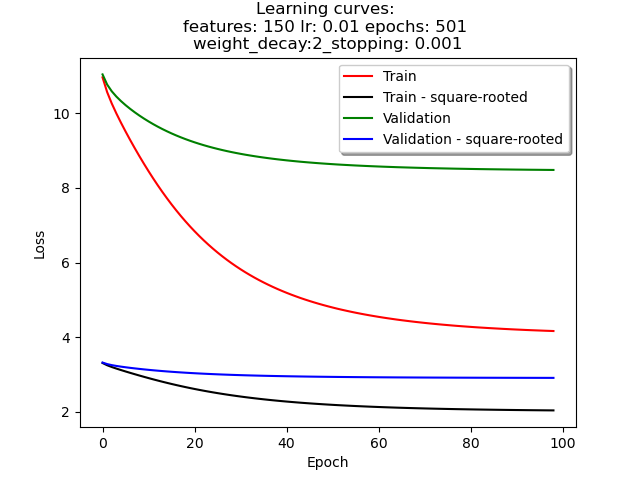 Learning curves:
features: 150 lr: 0.01 epochs: 501
weight_decay:2_stopping: 0.001
Train
Train - square-rooted
Validation
Validation - square-rooted
Loss
10
8
6
4
2
0
20
40
60
80
100
Epoch